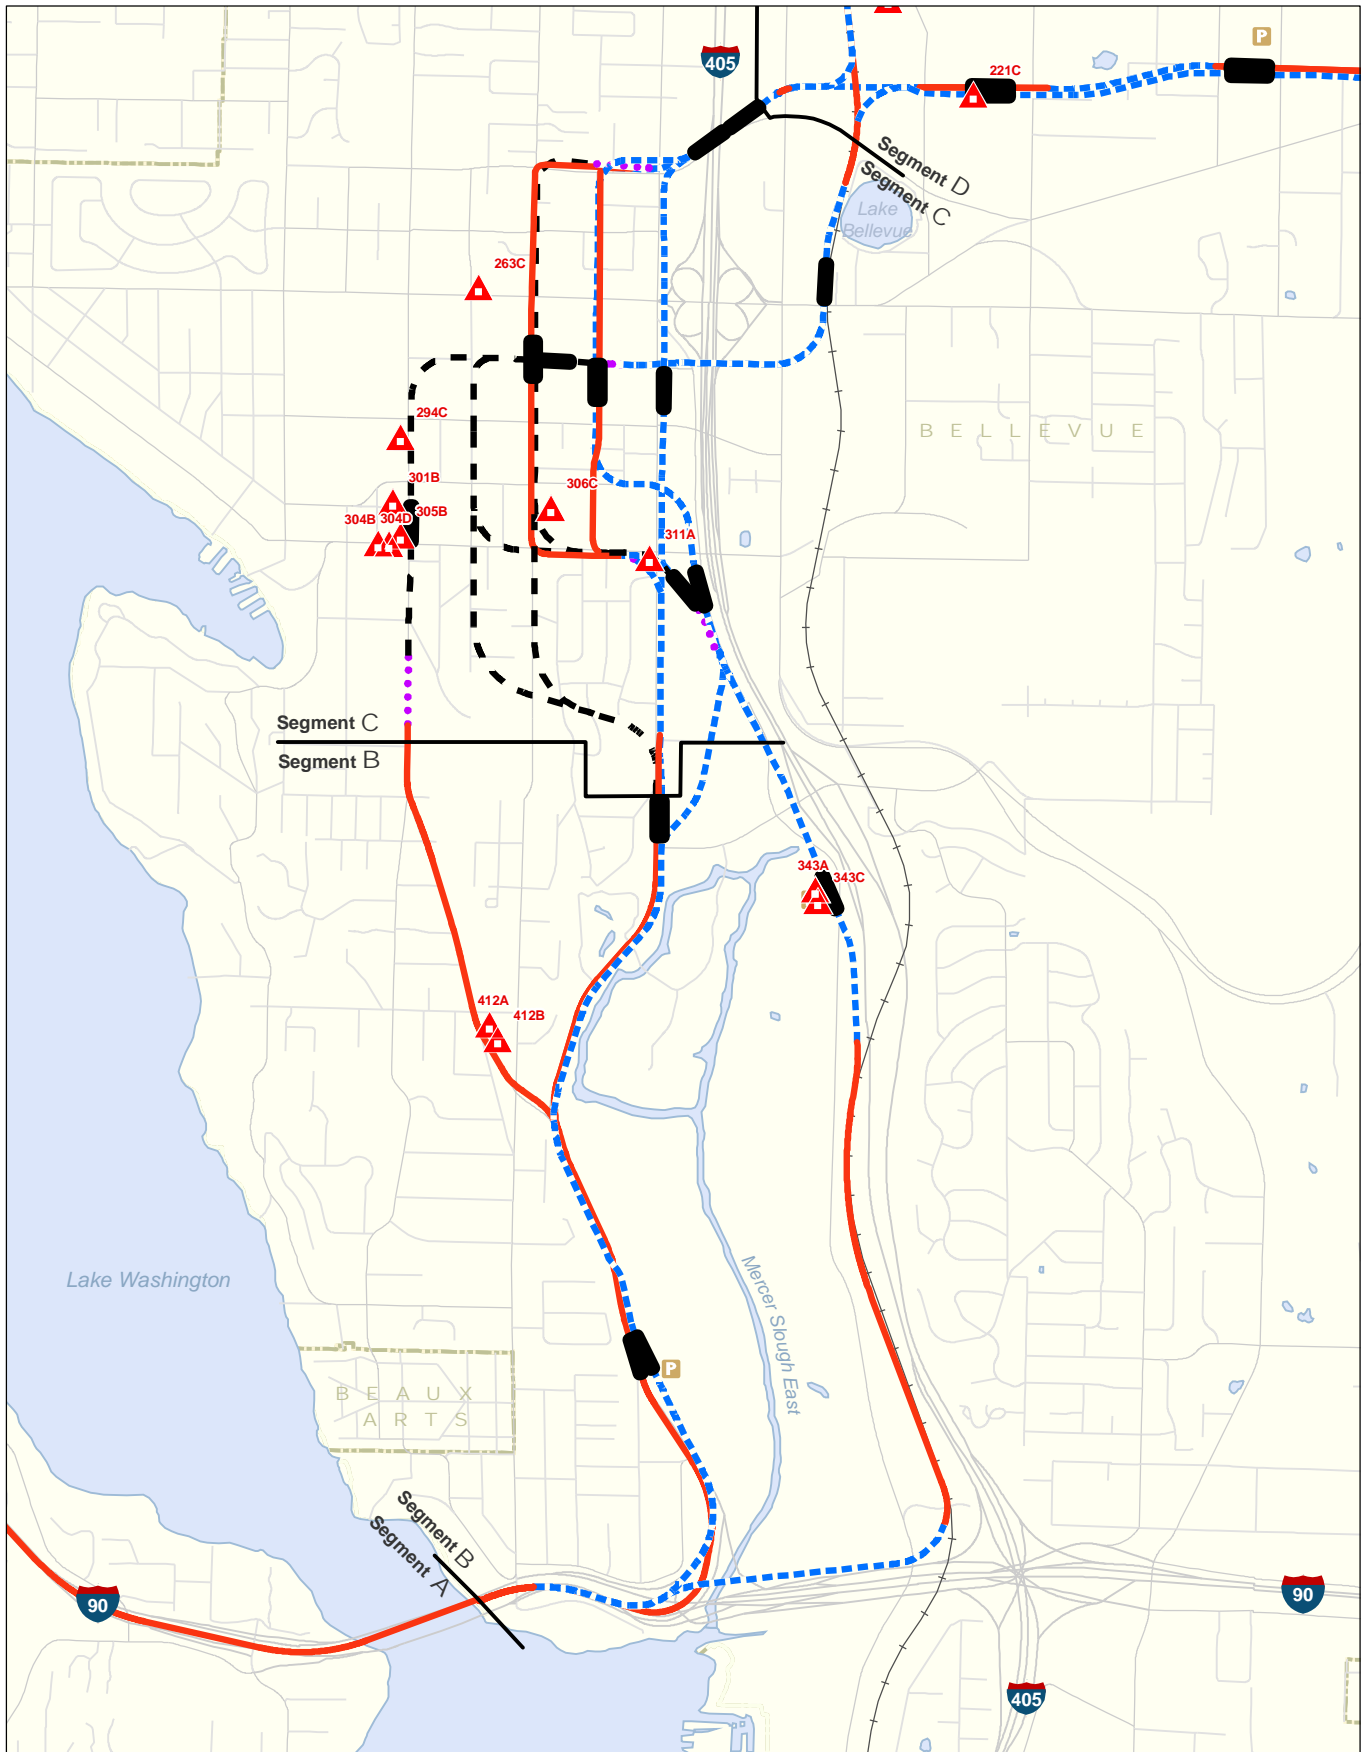 P
405
221C
Segment D
Segment C
Lake
Bellevue
263C
294C
BELLEVUE
301B
306C
305B
304B
304D
311A
Segment C
Segment B
343A
343C
412A
412B
Lake Washington
Mercer Slough East
P
BEAUX
ARTS
Segment B
Segment A
90
90
405